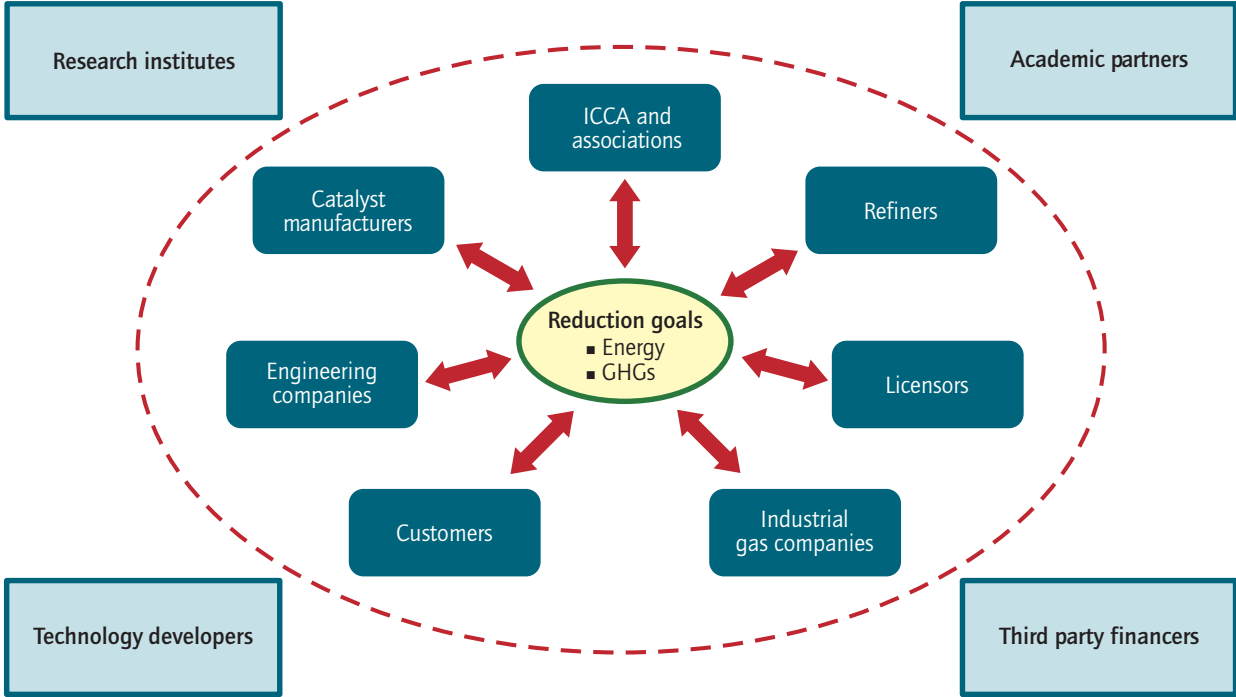 Research institutes
Academic partners
ICCA and
associations
Catalyst
manufacturers
Refiners
Reduction goals
▪ Energy
▪ GHGs
Engineering
companies
Licensors
Customers
Industrial
gas companies
Technology developers
Third party financers